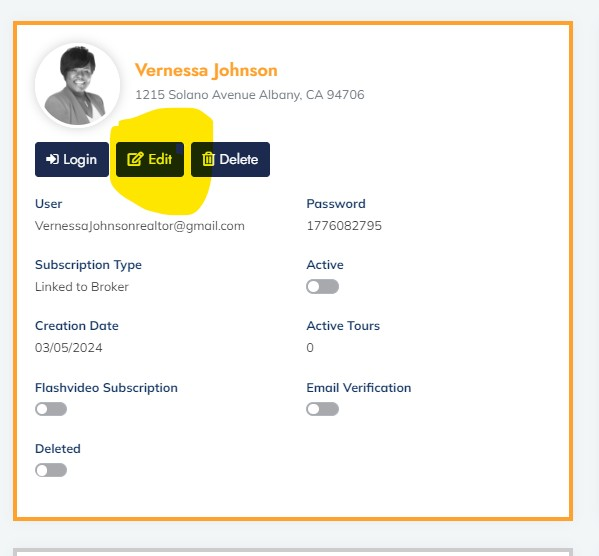 Vernessa Johnson
1215 Solano Avenue Albany, CA 94706
Login Edit Delete
User Password
VernessaJohnsonrealtor@gmail.com 1776082795
Subscription Type Active
Linked to Broker
Creation Date Active Tours
03/05/2024 0
Flashvideo Subscription Email Verification
Deleted